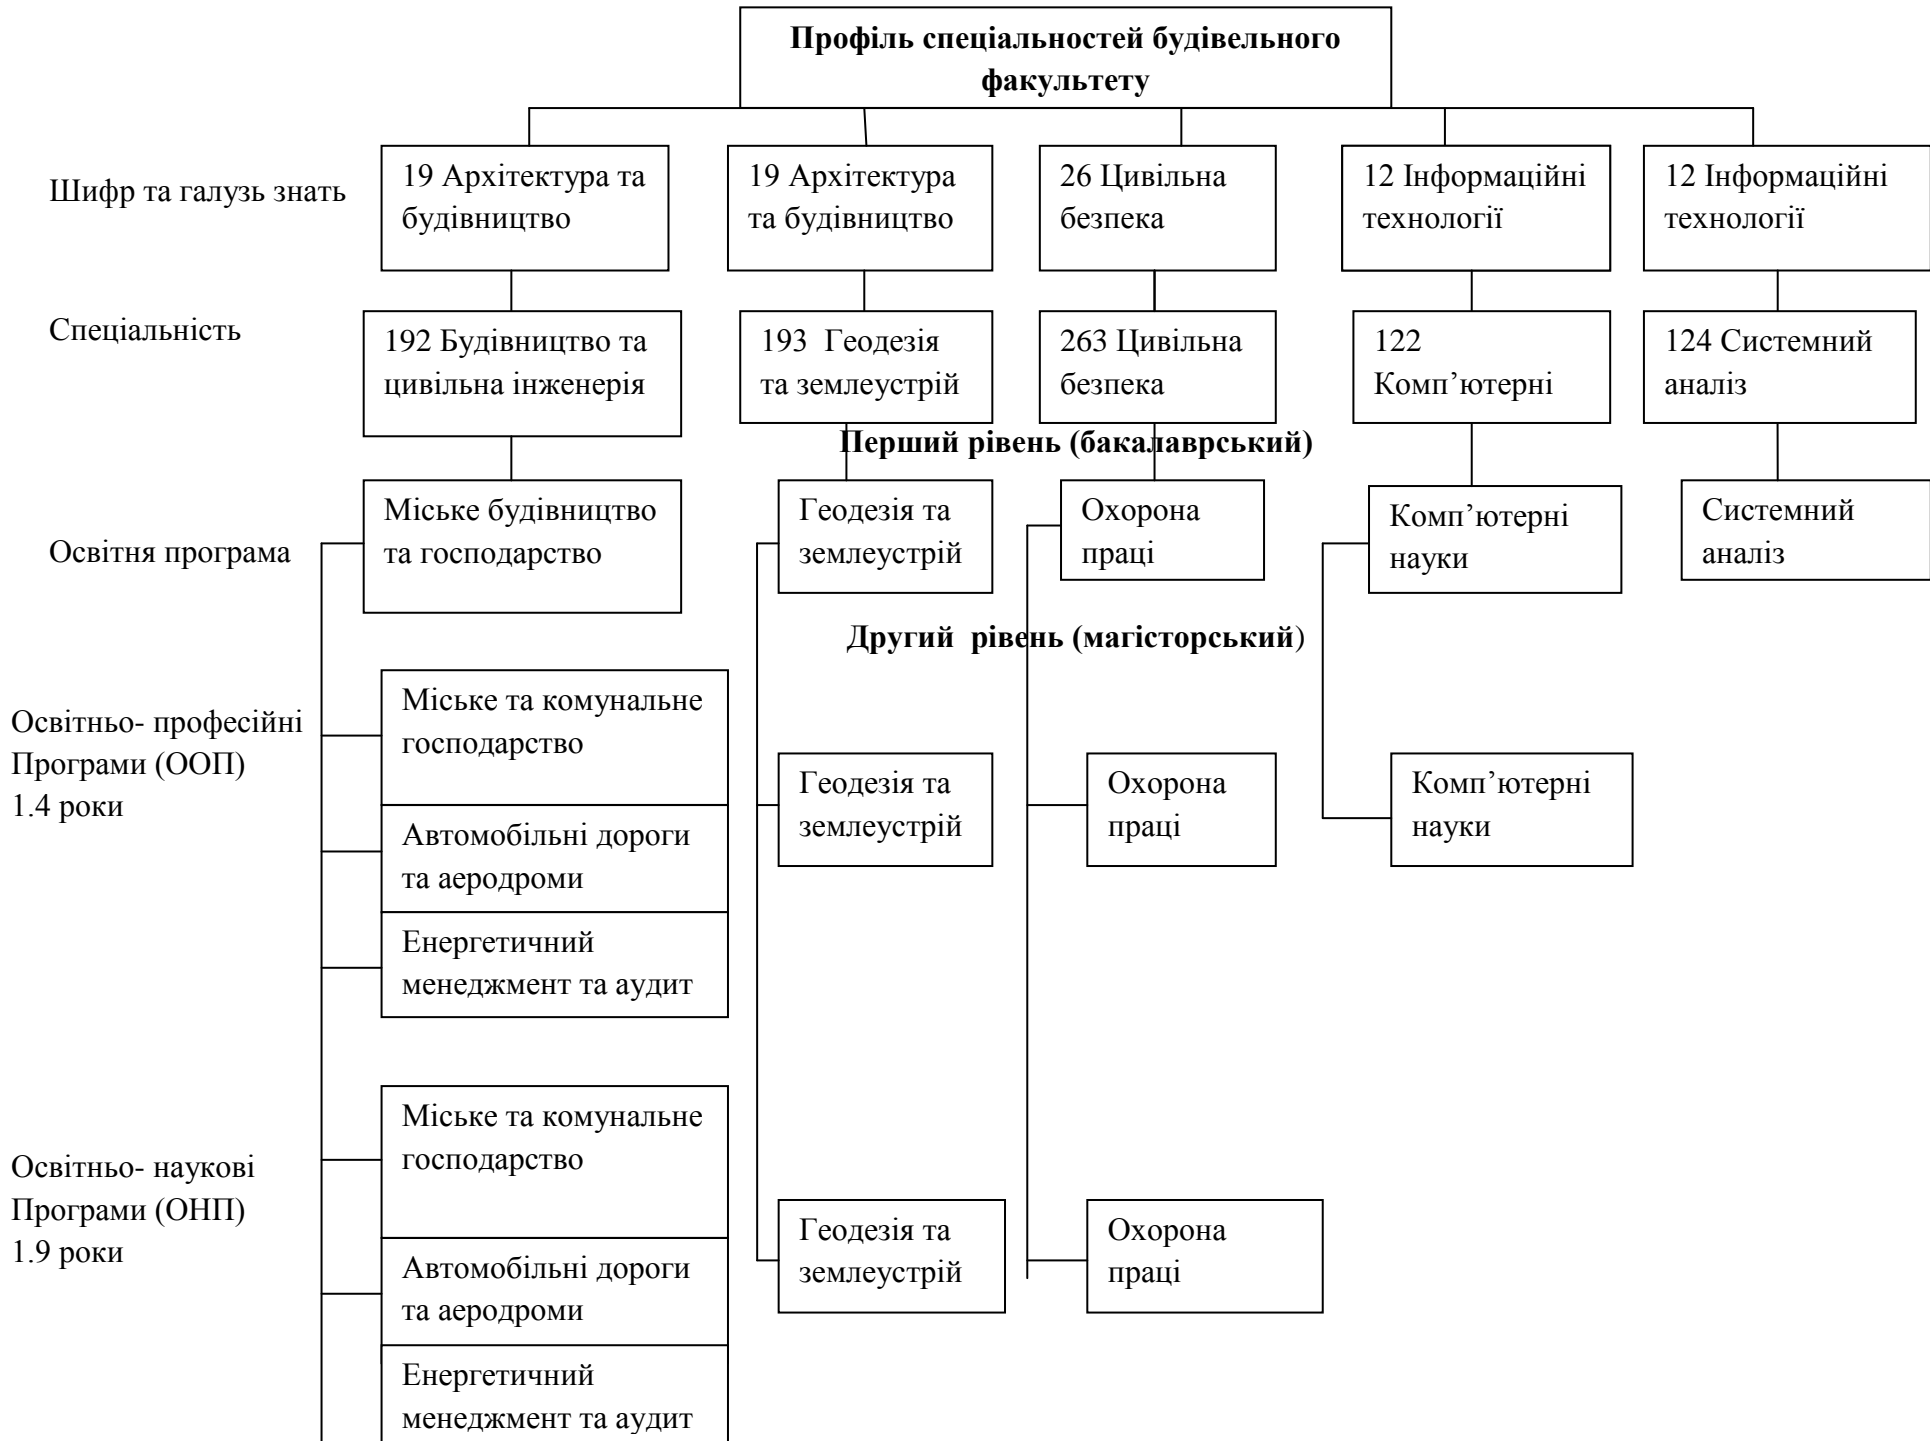 Профіль спеціальностей будівельного
факультету
Шифр та галузь знать
19 Архітектура та
будівництво
19 Архітектура
та будівництво
26 Цивільна
безпека
12 Інформаційні
технології
12 Інформаційні
технології
Спеціальність
192 Будівництво та
цивільна інженерія
193 Геодезія
та землеустрій
263 Цивільна
безпека
122
Комп’ютерні
124 Системний
аналіз
Перший рівень (бакалаврський)
Освітня програма
Міське будівництво
та господарство
Геодезія та
землеустрій
Охорона
праці
Комп’ютерні
науки
Системний
аналіз
Другий рівень (магісторський)
Освітньо- професійні
Програми (ООП)
1.4 роки
Міське та комунальне
господарство
Автомобільні дороги
та аеродроми
Енергетичний
менеджмент та аудит
Геодезія та
землеустрій
Охорона
праці
Комп’ютерні
науки
Освітньо- наукові
Програми (ОНП)
1.9 роки
Міське та комунальне
господарство
Автомобільні дороги
та аеродроми
Енергетичний
менеджмент та аудит
Геодезія та
землеустрій
Охорона
праці